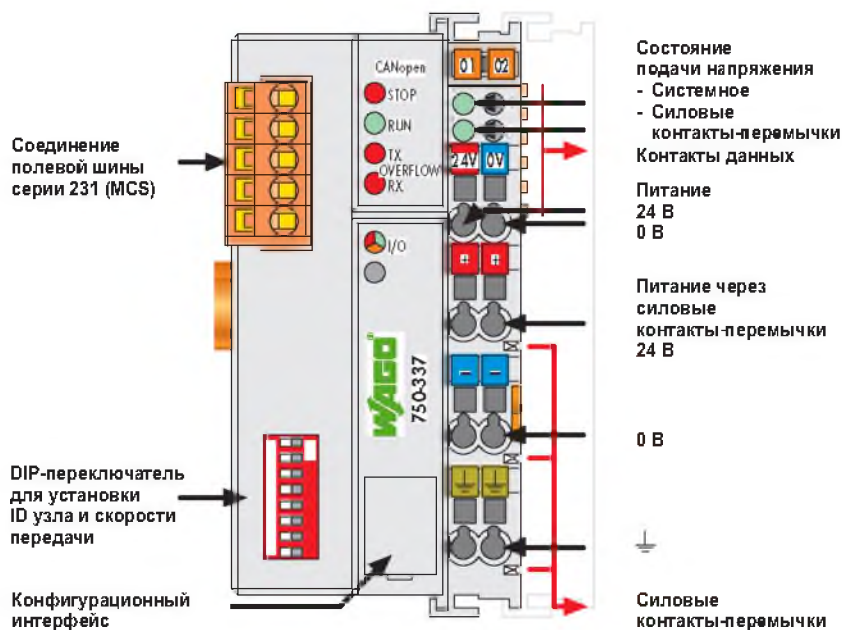 Соединение
полевой шины
серии 231 (MCS)
DIP-переключатель
для установки
ID узла и скорости
передачи
Конфигурационный
интерфейс
CANopen
STOP
RUN
TX
OVERFLOW
RX
I/O
WAGO
750-337
01 02
24V 0V
+ +
– –
Состояние
подачи напряжения
- Системное
- Силовые
контакты-перемычки
Контакты данных
Питание
24 В
0 В
Питание через
силовые
контакты-перемычки
24 В
0 В
Силовые
контакты-перемычки